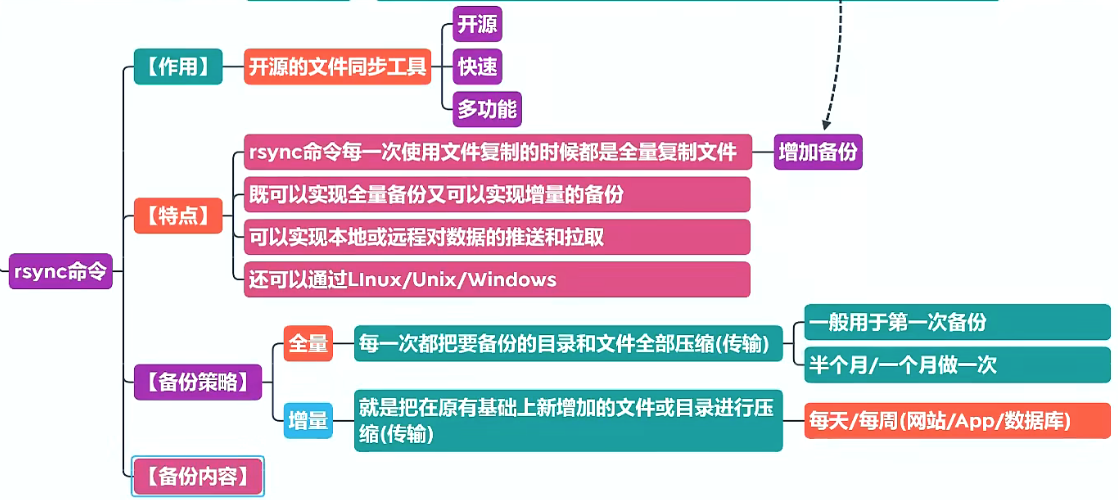 开源
【作用】
开源的文件同步工具
快速
多功能
rsync命令每一次使用文件复制的时候都是全量复制文件
增加备份
既可以实现全量备份又可以实现增量的备份
【特点】
可以实现本地或远程对数据的推送和拉取
rsync命令
还可以通过LInux/Unix/Windows
一般用于第一次备份
全量
每一次都把要备份的目录和文件全部压缩(传输)
半个月/一个月做一次
【备份策略】
增量
就是把在原有基础上新增加的文件或目录进行压
缩(传输)
每天/每周(网站/App/数据库)
【备份内容】